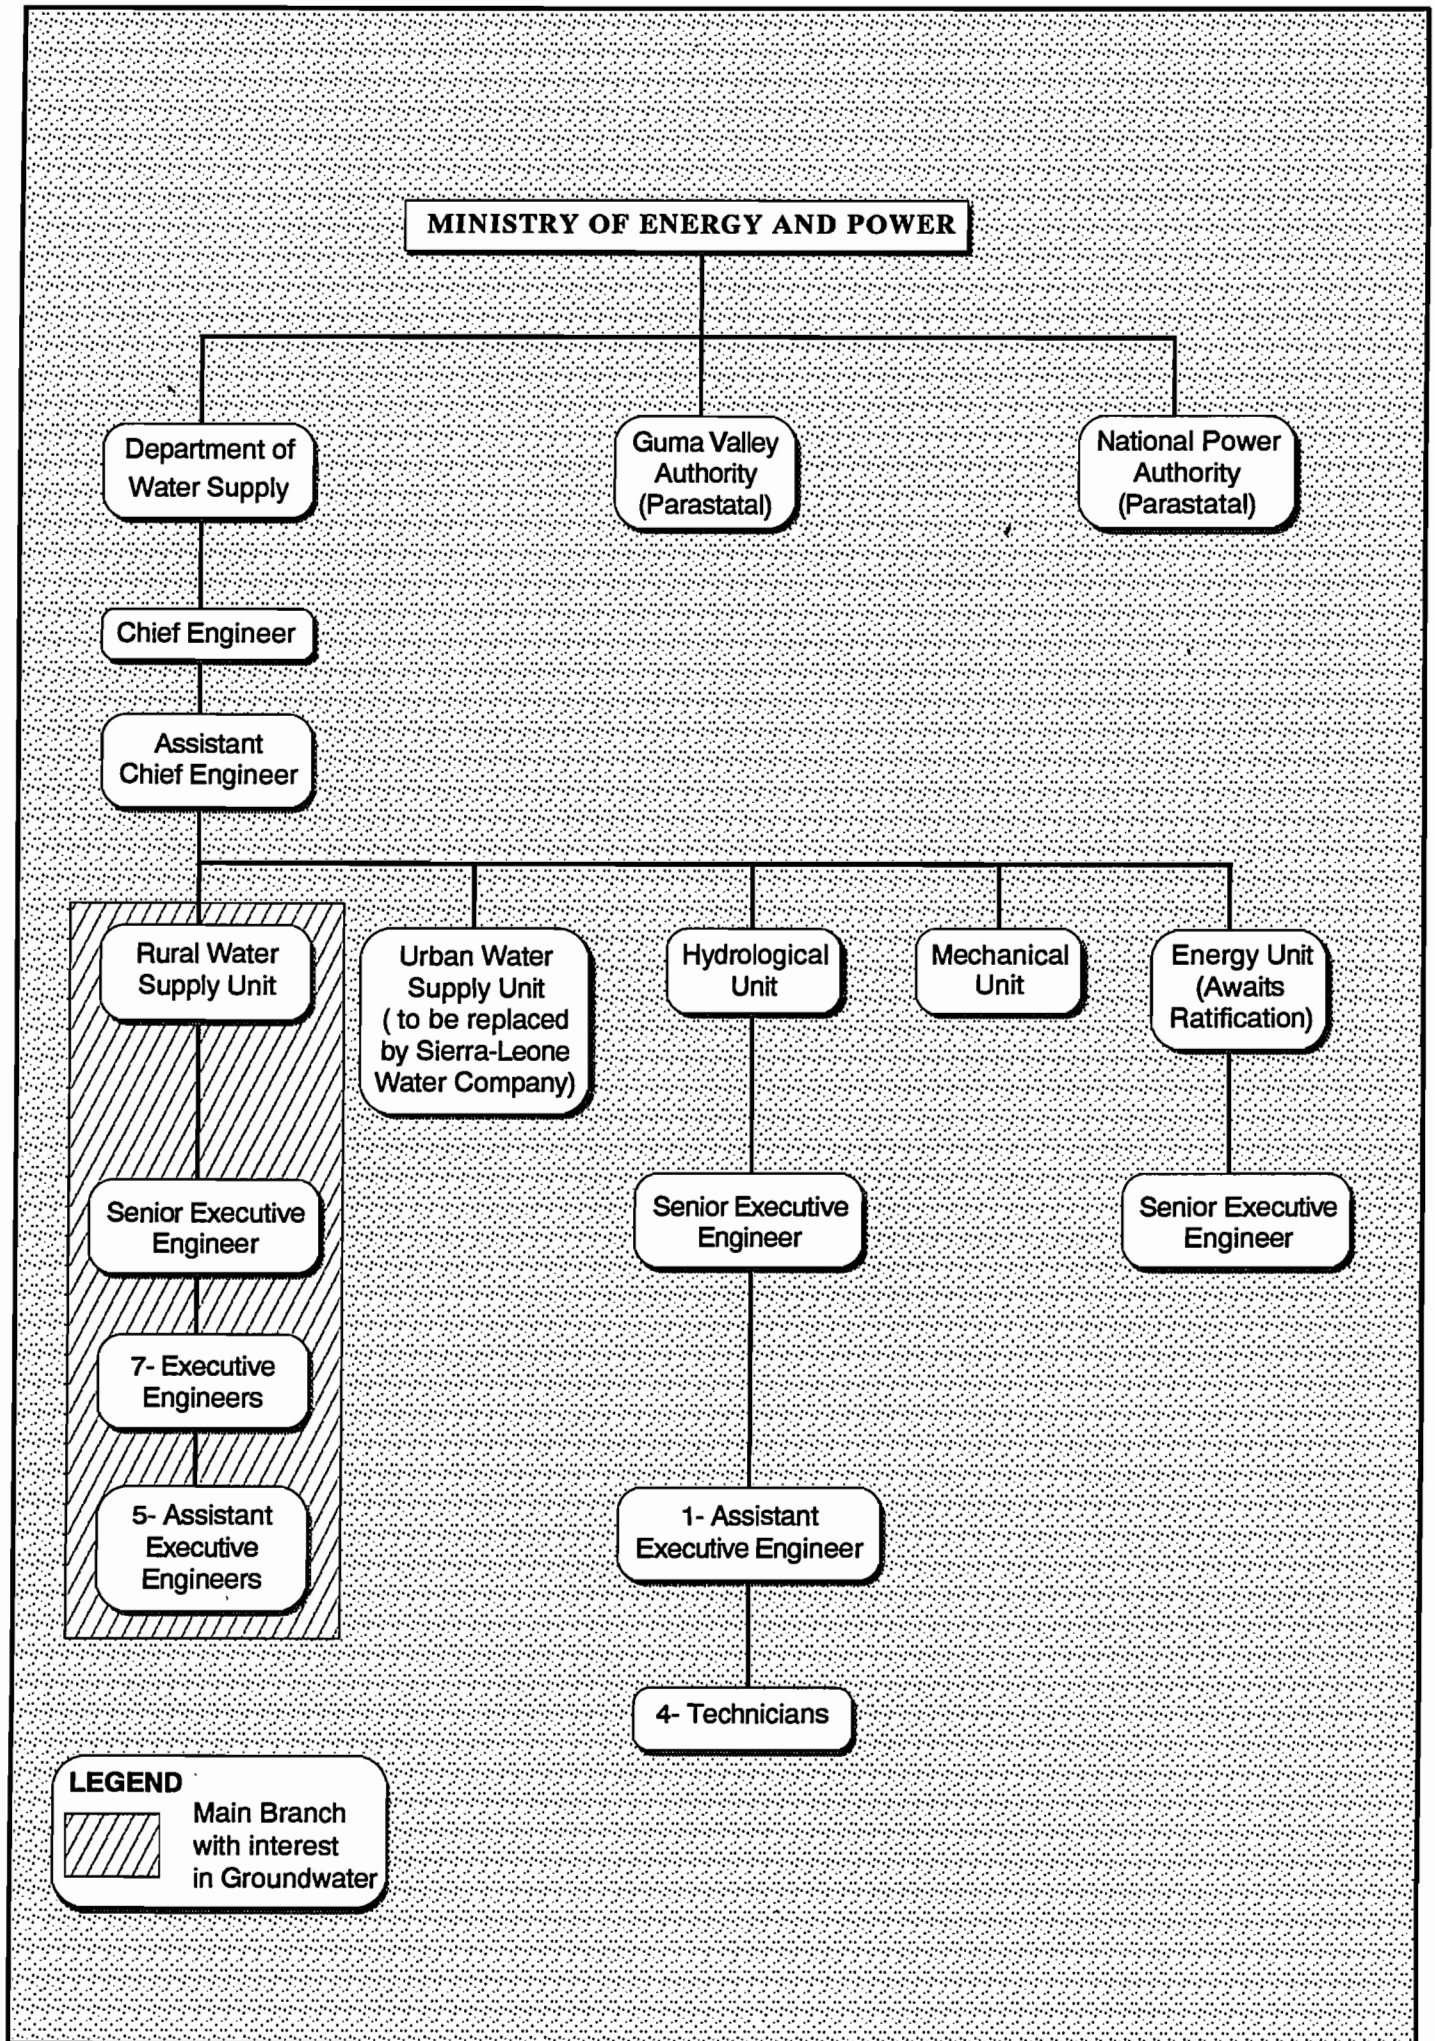 MINISTRY OF ENERGY AND POWER
Department of
Water Supply
Guma Valley
Authority
(Parastatal)
National Power
Authority
(Parastatal)
Chief Engineer
Assistant
Chief Engineer
Rural Water
Supply Unit
Urban Water
Supply Unit
( to be replaced
by Sierra-Leone
Water Company)
Hydrological
Unit
Mechanical
Unit
Energy Unit
(Awaits
Ratification)
Senior Executive
Engineer
Senior Executive
Engineer
Senior Executive
Engineer
7- Executive
Engineers
5- Assistant
Executive
Engineers
1- Assistant
Executive Engineer
4- Technicians
LEGEND
Main Branch
with interest
in Groundwater